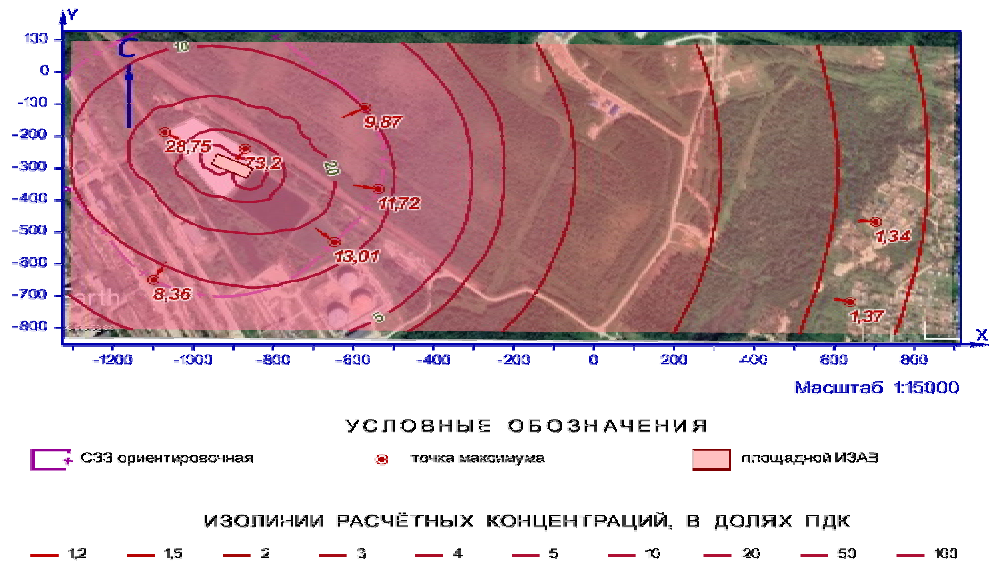 Y
С
133
0
-100
-200
-300
-400
-500
-600
-700
-800
10
9,87
28,75
73,2
20
11,72
13,01
8,36
1,34
1,37
-1200 -1000 -800 -600 -400 -200 0 200 400 600 800
X
Масштаб 1:15000
УСЛОВНЫЕ ОБОЗНАЧЕНИЯ
СЗЗ ориентировочная точка максимума площадной ИЗАВ
ИЗОЛИНИИ РАСЧЁТНЫХ КОНЦЕНТРАЦИЙ, В ДОЛЯХ ПДК
1,2 1,5 2 3 4 5 10 20 50 100